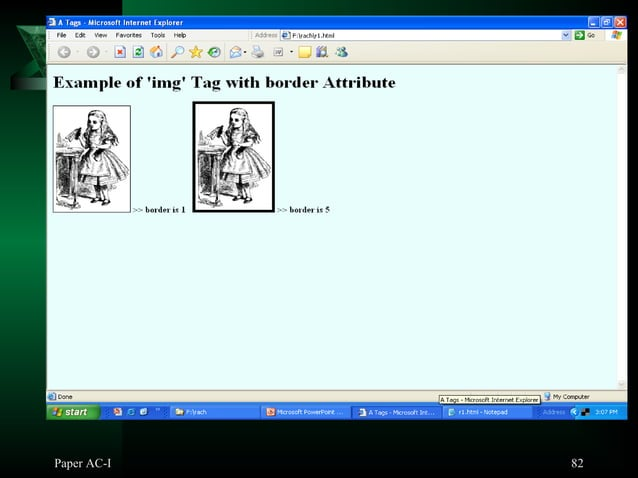 A Tags - Microsoft Internet Explorer
File Edit View Favorites Tools Help Address F:\rach\r1.html Go
Example of 'img' Tag with border Attribute
>> border is 1 >> border is 5
Done My Computer
A Tags - Microsoft Internet Explorer
start F:\rach Microsoft PowerPoint ... A Tags - Microsoft Int... r1.html - Notepad Address 3:07 PM
Paper AC-I 82